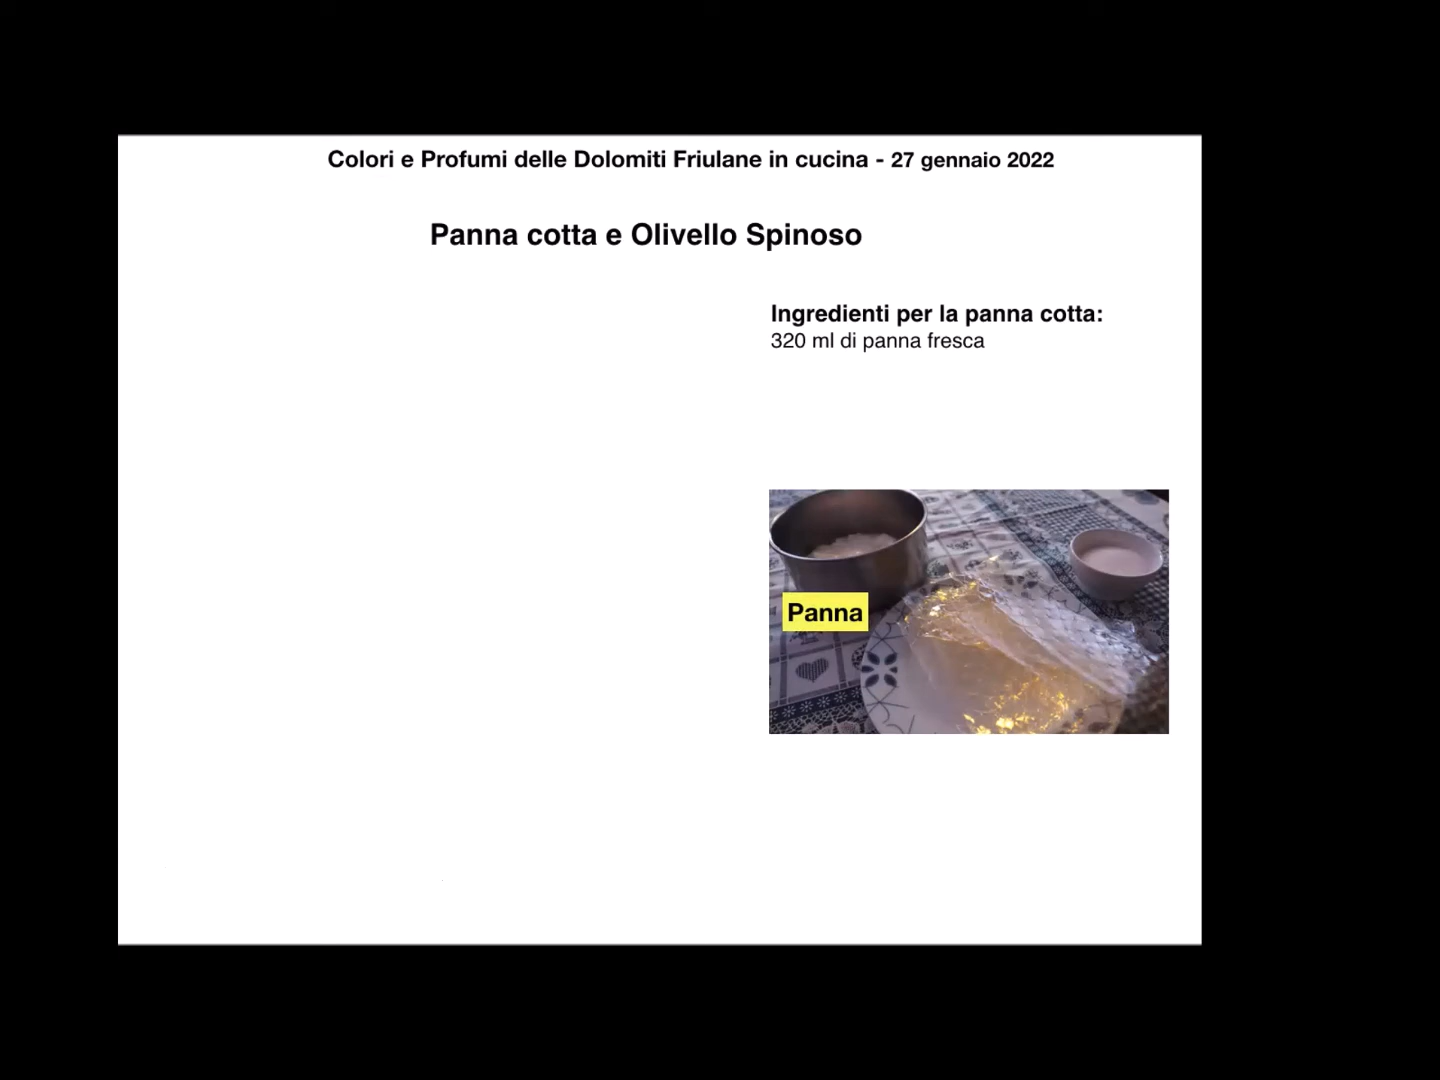 Colori e Profumi delle Dolomiti Friulane in cucina - 27 gennaio 2022
Panna cotta e Olivello Spinoso
Ingredienti per la panna cotta:
320 ml di panna fresca
Panna